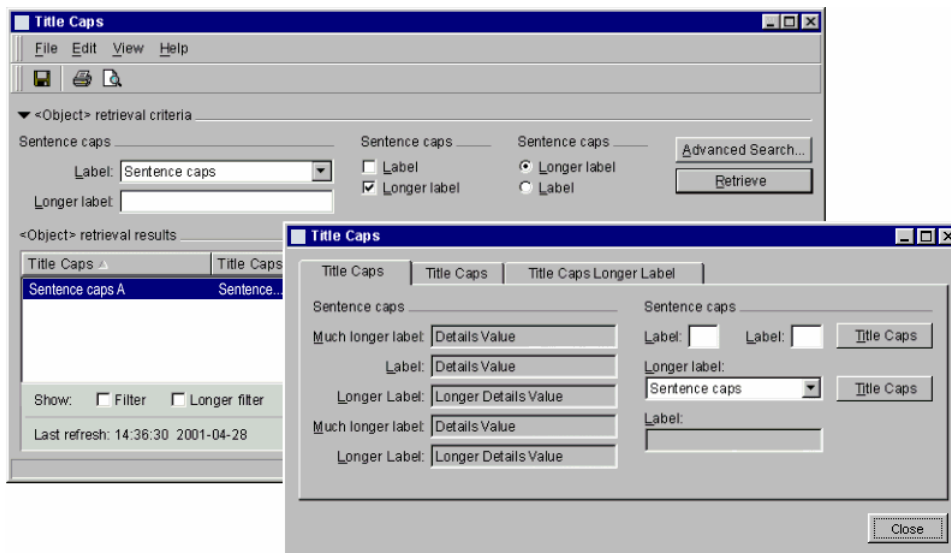 Title Caps
File Edit View Help
<Object> retrieval criteria
Sentence caps Sentence caps Sentence caps
Label: Sentence caps Label Longer label Advanced Search...
Longer label: Longer label Label Retrieve
<Object> retrieval results
Title Caps Title Caps
Sentence caps A Sentence...
Show: Filter Longer filter
Last refresh: 14:36:30 2001-04-28
Title Caps
Title Caps Title Caps Title Caps Longer Label
Sentence caps Sentence caps
Much longer label: Details Value Label: Label: Title Caps
Label: Details Value Longer label:
Longer Label: Longer Details Value Sentence caps Title Caps
Much longer label: Details Value Label:
Longer Label: Longer Details Value
Close